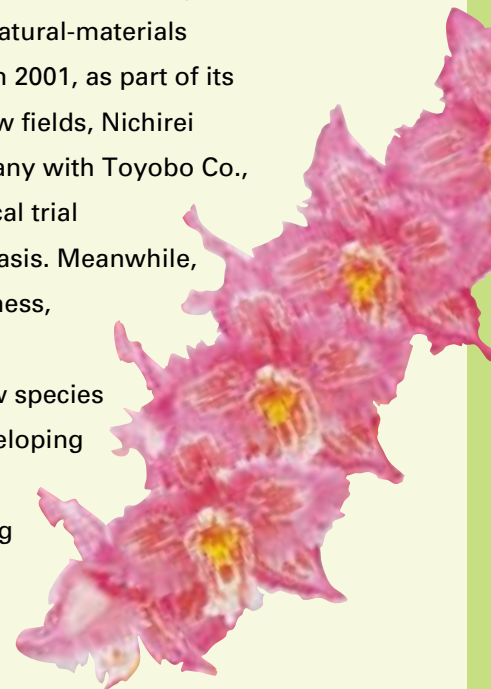 atural-materials
n 2001, as part of its
w fields, Nichirei
any with Toyobo Co.,
cal trial
asis. Meanwhile,
ness,
w species
eloping
g